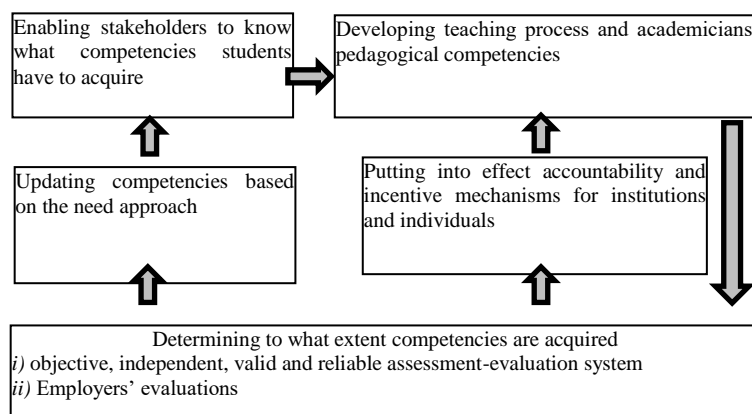 Enabling stakeholders to know
what competencies students
have to acquire
Developing teaching process and academicians
pedagogical competencies
Updating competencies based
on the need approach
Putting into effect accountability and
incentive mechanisms for institutions
and individuals
Determining to what extent competencies are acquired
i) objective, independent, valid and reliable assessment-evaluation system
ii) Employers’ evaluations